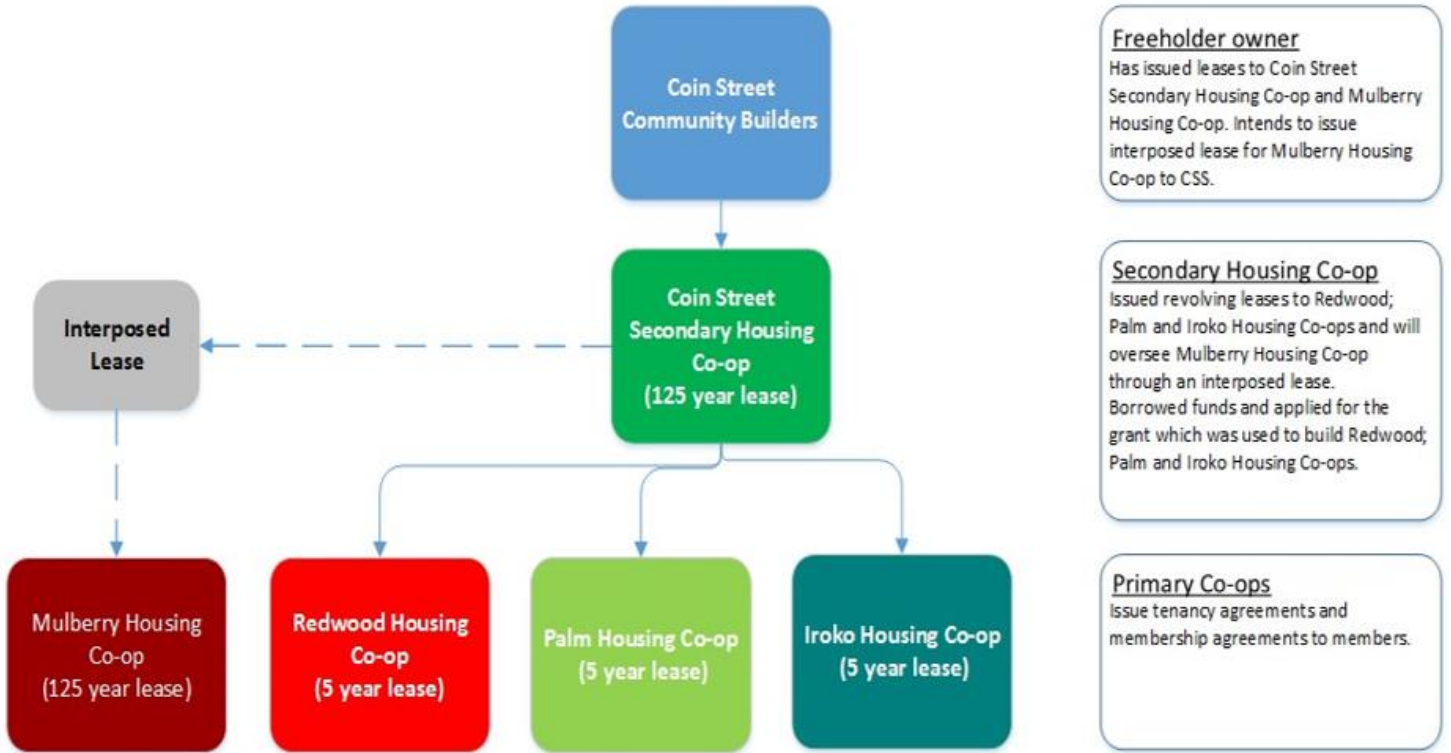 Coin Street
Community Builders
Freeholder owner
Has issued leases to Coin Street
Secondary Housing Co-op and Mulberry
Housing Co-op. Intends to issue
interposed lease for Mulberry Housing
Co-op to CSS.
Interposed
Lease
Coin Street
Secondary Housing
Co-op
(125 year lease)
Secondary Housing Co-op
Issued revolving leases to Redwood;
Palm and Iroko Housing Co-ops and will
oversee Mulberry Housing Co-op
through an interposed lease.
Borrowed funds and applied for the
grant which was used to build Redwood;
Palm and Iroko Housing Co-ops.
Mulberry Housing
Co-op
(125 year lease)
Redwood Housing
Co-op
(5 year lease)
Palm Housing Co-op
(5 year lease)
Iroko Housing Co-op
(5 year lease)
Primary Co-ops
Issue tenancy agreements and
membership agreements to members.